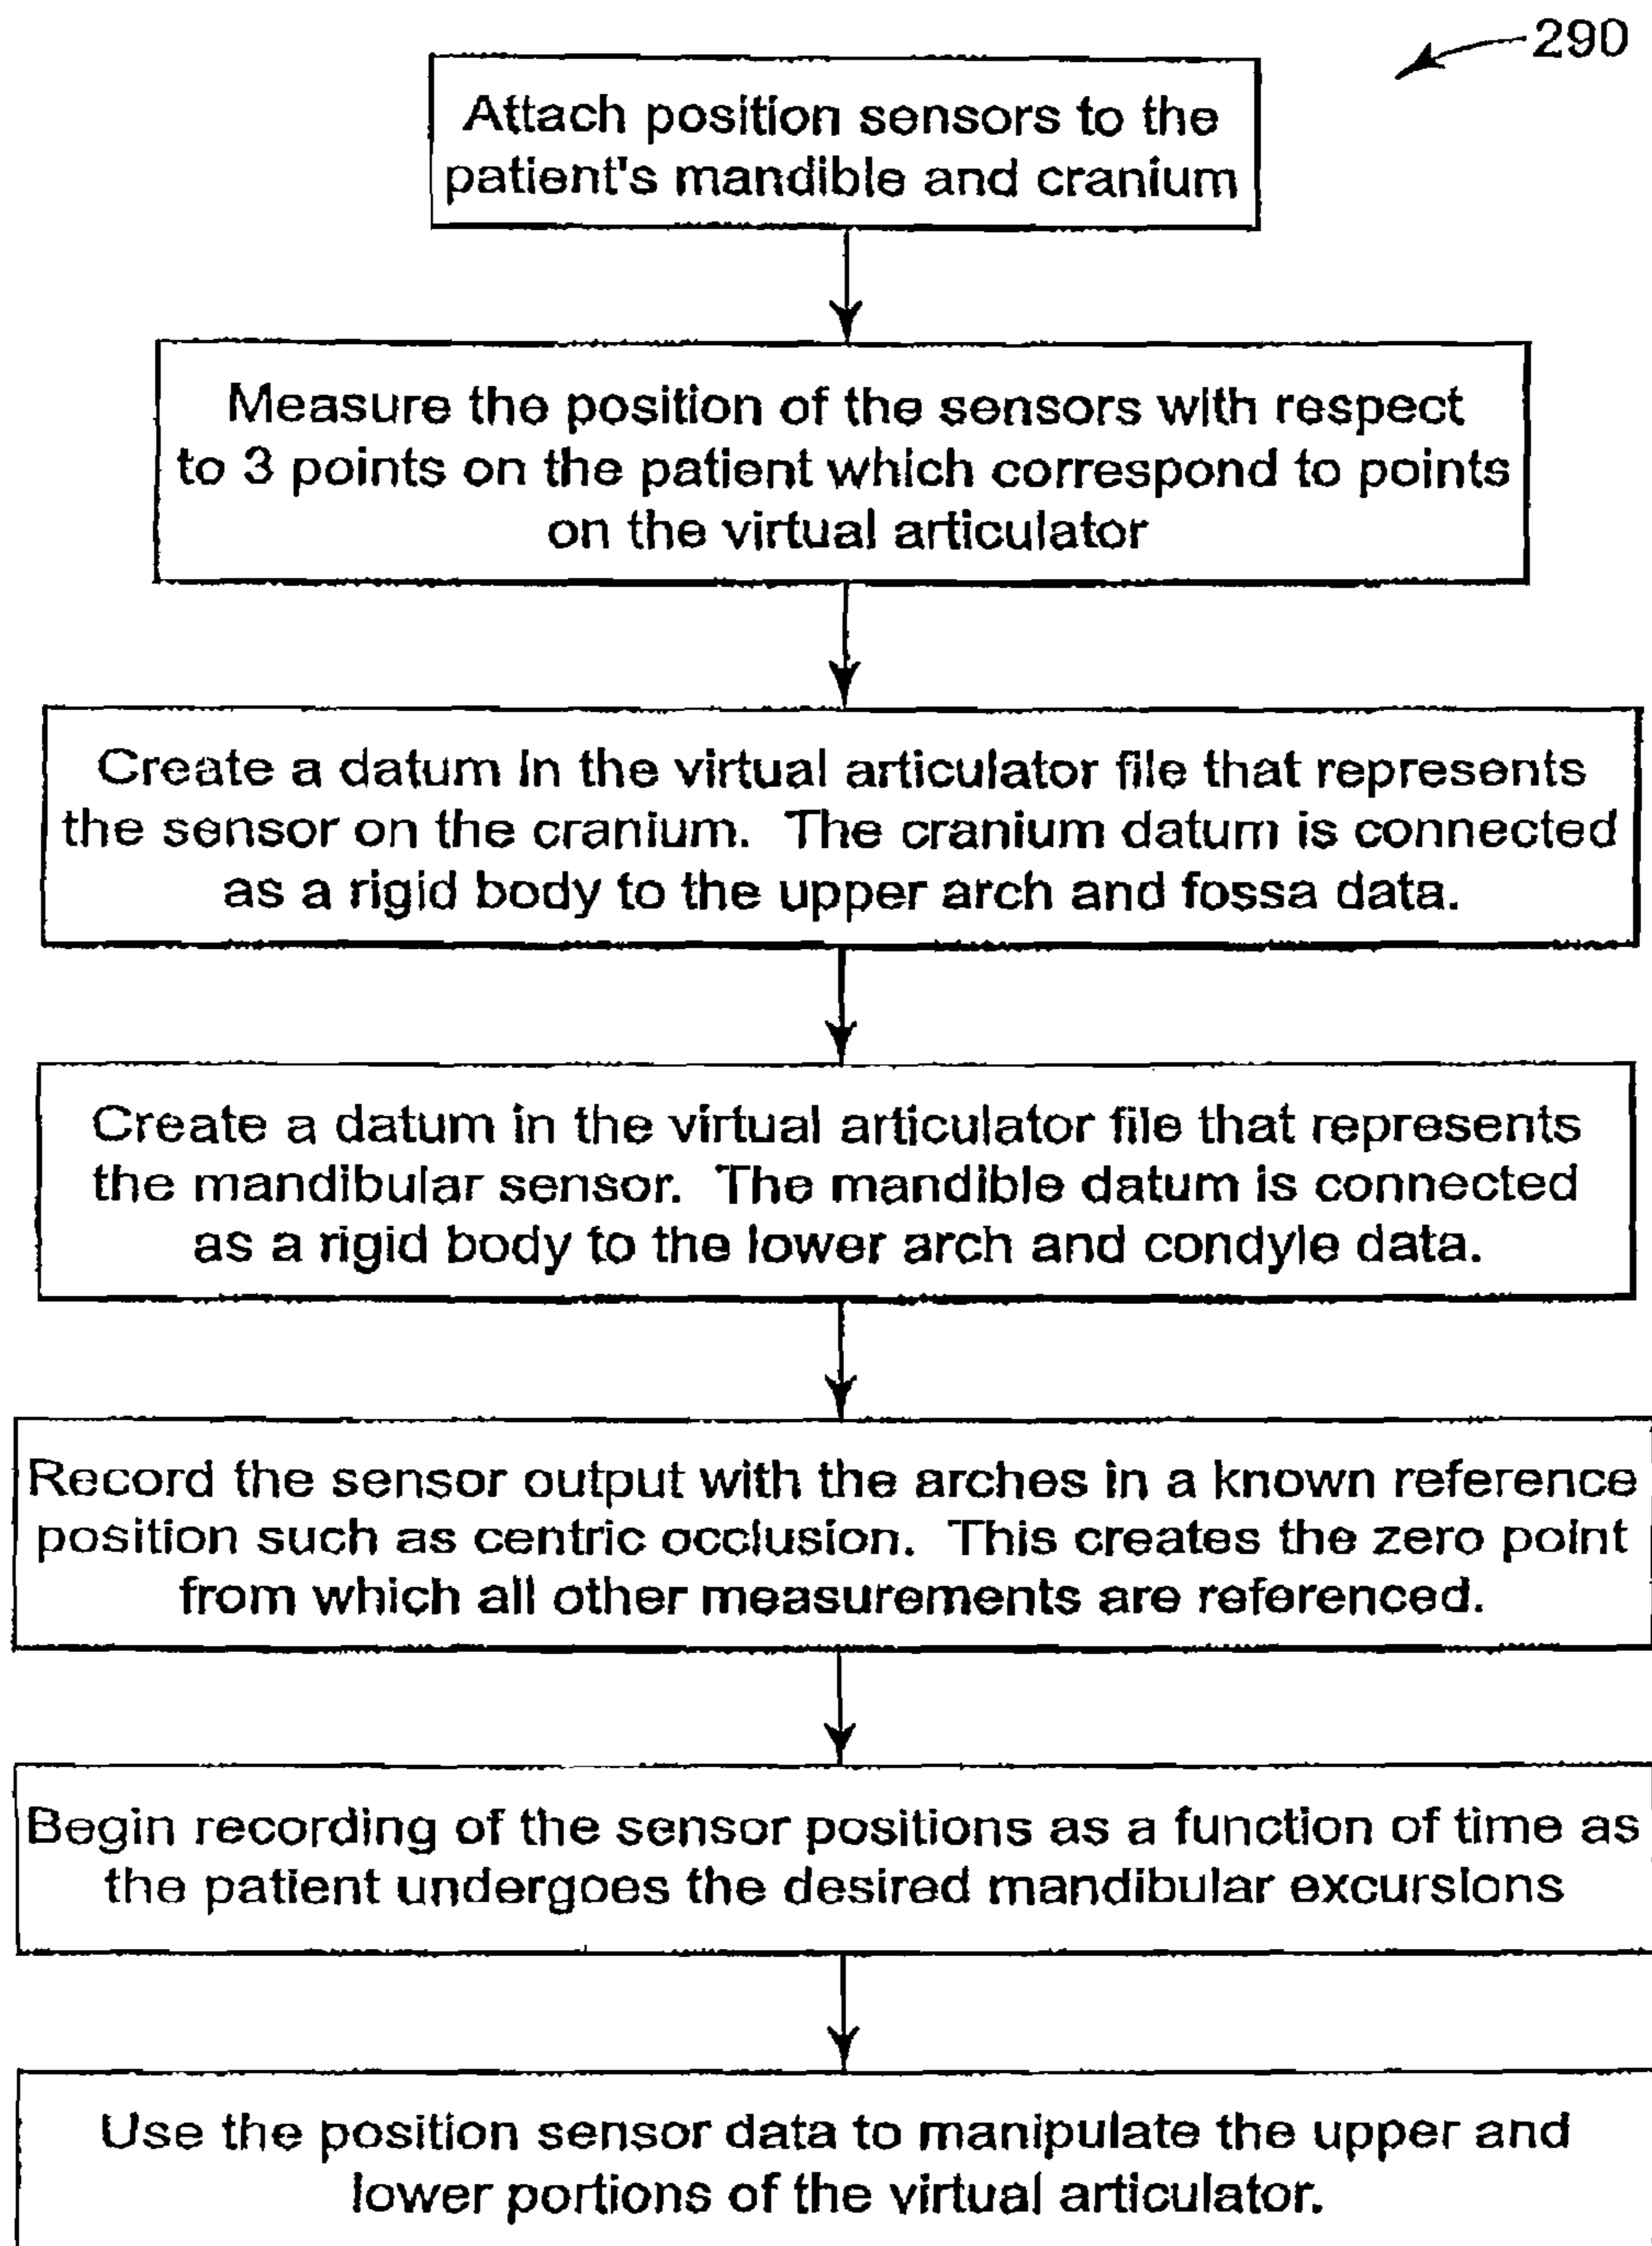 290
Attach position sensors to the
patient's mandible and cranium
Measure the position of the sensors with respect
to 3 points on the patient which correspond to points
on the virtual articulator
Create a datum in the virtual articulator file that represents
the sensor on the cranium. The cranium datum is connected
as a rigid body to the upper arch and fossa data.
Create a datum in the virtual articulator file that represents
the mandibular sensor. The mandible datum is connected
as a rigid body to the lower arch and condyle data.
Record the sensor output with the arches in a known reference
position such as centric occlusion. This creates the zero point
from which all other measurements are referenced.
Begin recording of the sensor positions as a function of time as
the patient undergoes the desired mandibular excursions
Use the position sensor data to manipulate the upper and
lower portions of the virtual articulator.